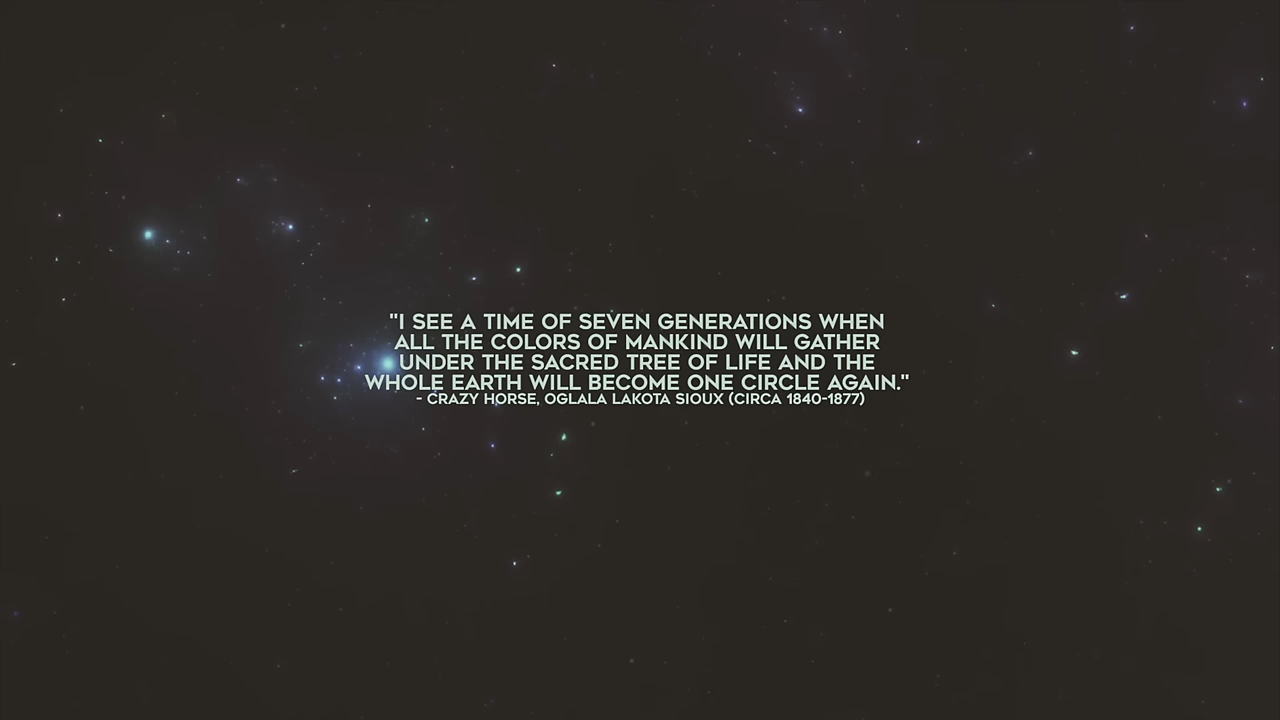 "I SEE A TIME OF SEVEN GENERATIONS WHEN
ALL THE COLORS OF MANKIND WILL GATHER
UNDER THE SACRED TREE OF LIFE AND THE
WHOLE EARTH WILL BECOME ONE CIRCLE AGAIN."
- CRAZY HORSE, OGLALA LAKOTA SIOUX (CIRCA 1840-1877)